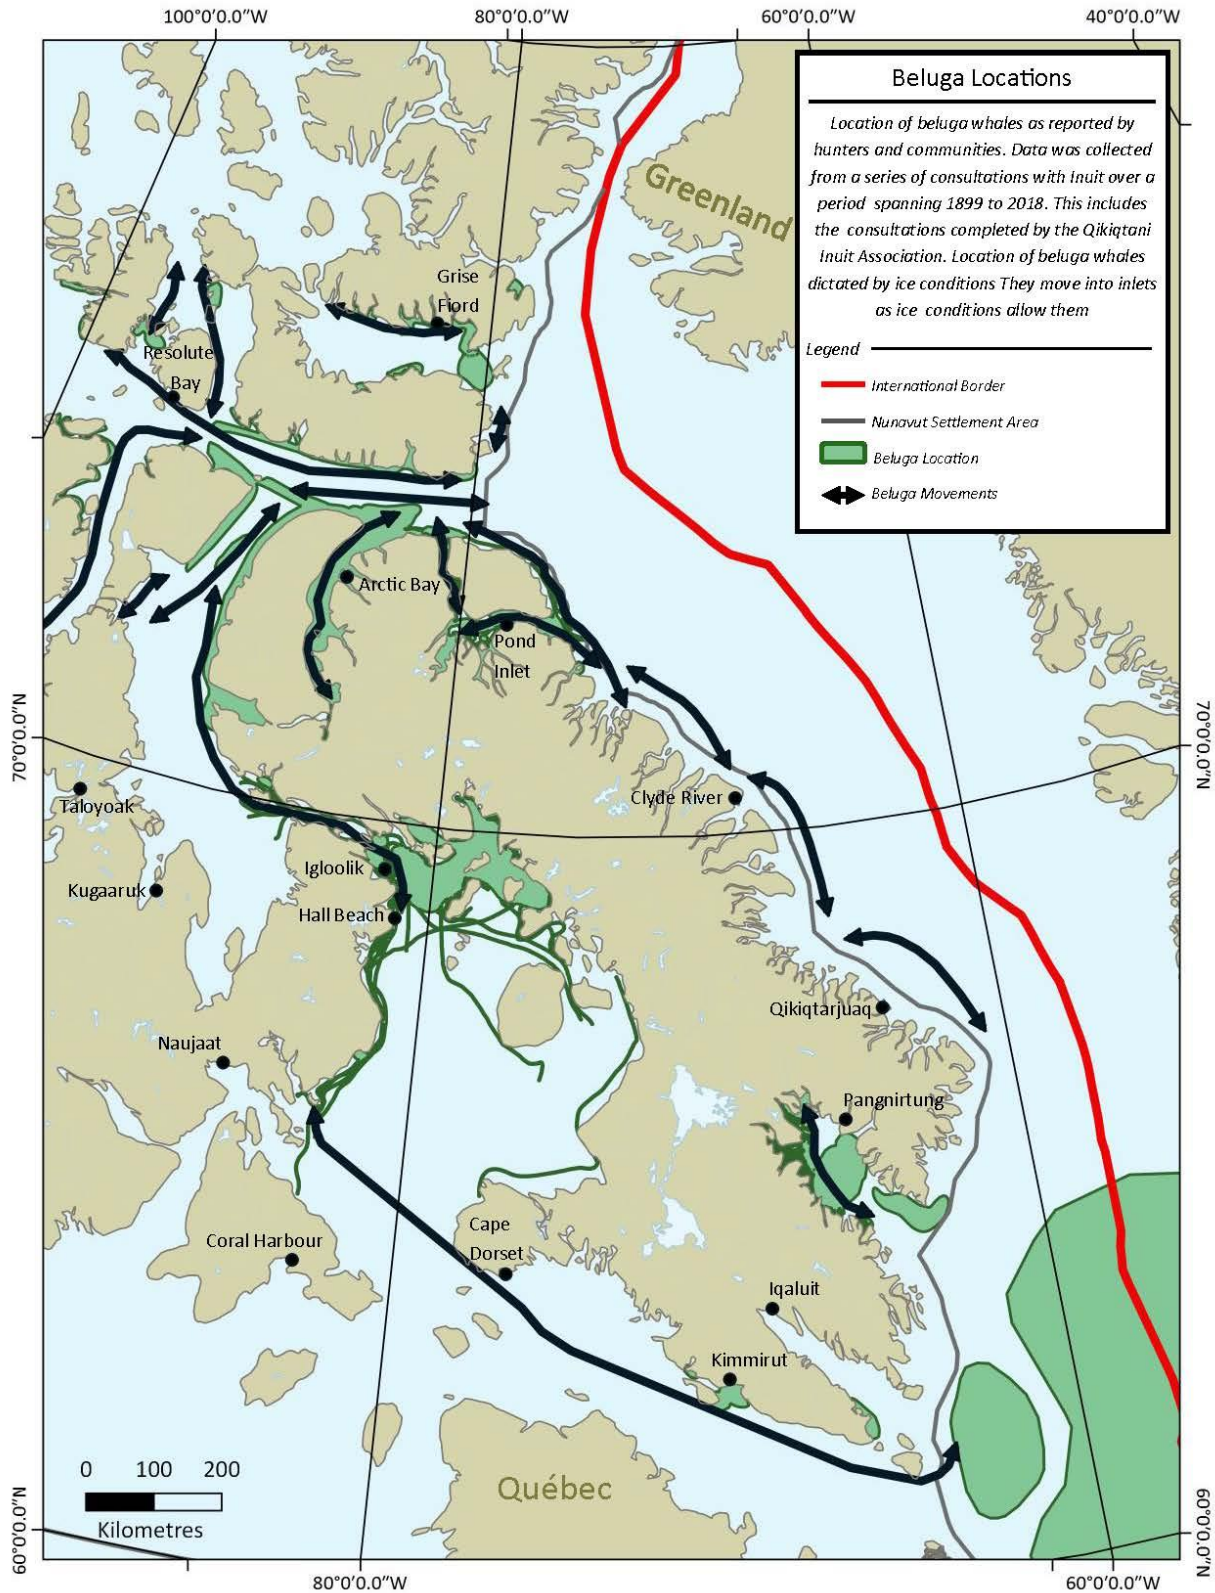 100°0'0.0"W
80°0'0.0"W
60°0'0.0"W
40°0'0.0"W
Beluga Locations
Location of beluga whales as reported by
hunters and communities. Data was collected
from a series of consultations with Inuit over a
period spanning 1899 to 2018. This includes
the consultations completed by the Qikiqtani
Inuit Association. Location of beluga whales
dictated by ice conditions They move into inlets
as ice conditions allow them
Legend
International Border
Nunavut Settlement Area
Beluga Location
Beluga Movements
Greenland
Grise
Fiord
Resolute
Bay
Arctic Bay
Pond
Inlet
70°0'0.0"N
70°0'0.0"N
Taloyoak
Clyde River
Igloolik
Kugaaruk
Hall Beach
Qikiqtarjuaq
Naujaat
Pangnirtung
Coral Harbour
Cape
Dorset
Iqaluit
Kimmirut
Québec
0 100 200
Kilometres
60°0'0.0"N
60°0'0.0"N
80°0'0.0"W
60°0'0.0"W